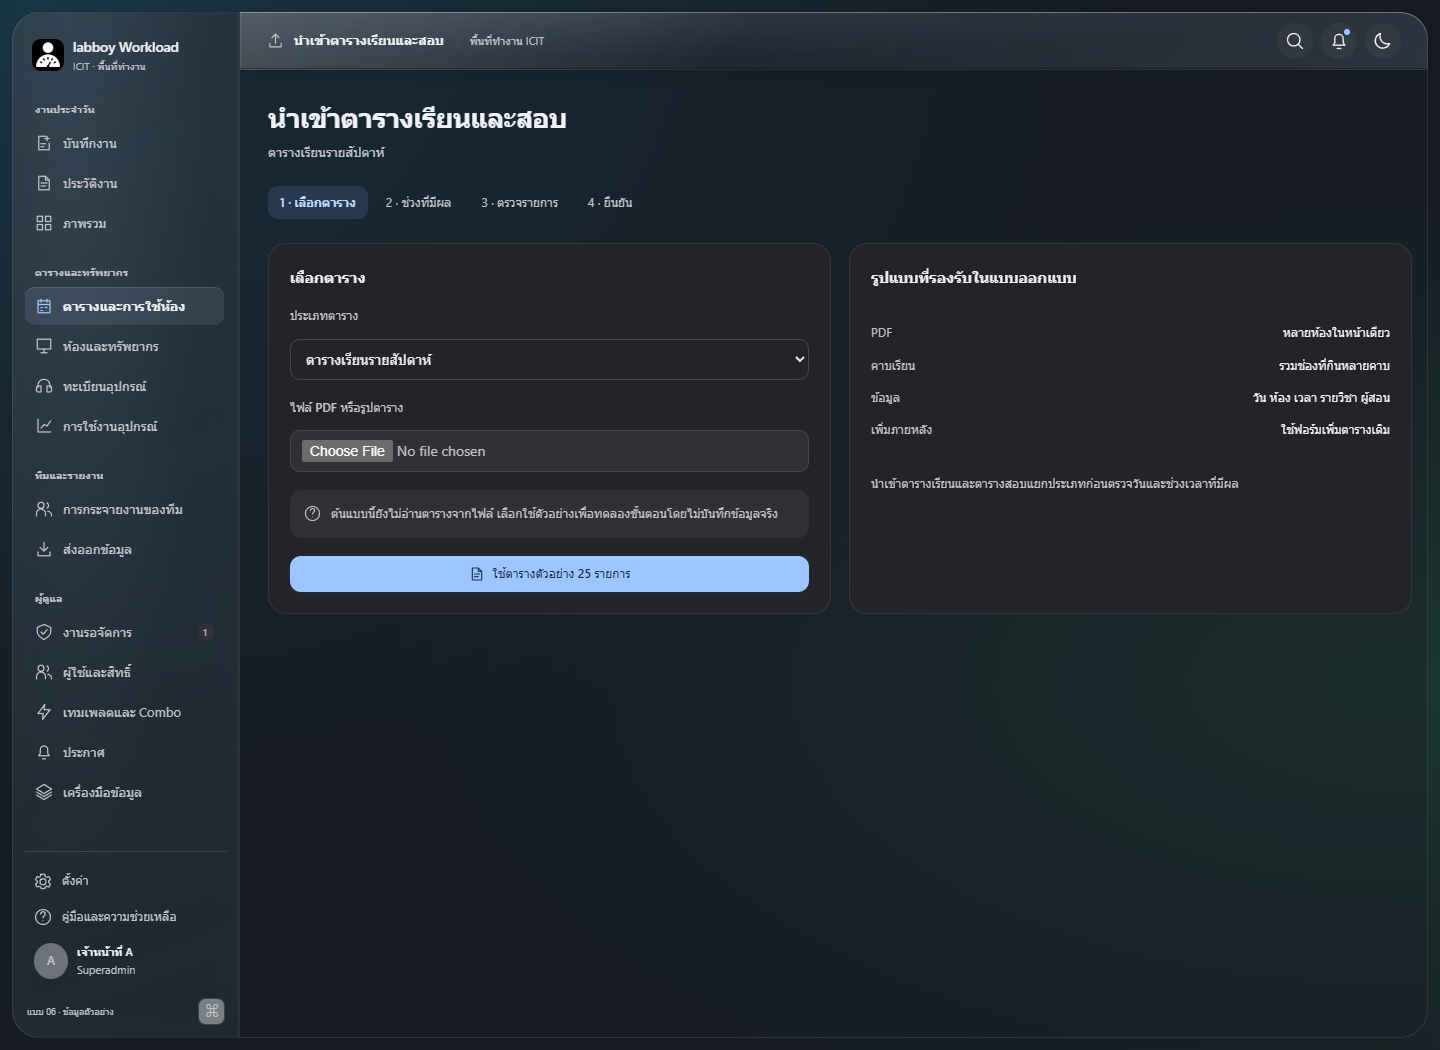 labboy Workload
ICIT · พื้นที่ทำงาน
งานประจำวัน
บันทึกงาน
ประวัติงาน
ภาพรวม
ตารางและทรัพยากร
ตารางและการใช้ห้อง
ห้องและทรัพยากร
ทะเบียนอุปกรณ์
การใช้งานอุปกรณ์
ทีมและรายงาน
การกระจายงานของทีม
ส่งออกข้อมูล
ผู้ดูแล
งานรอจัดการ 1
ผู้ใช้และสิทธิ์
เทมเพลตและ Combo
ประกาศ
เครื่องมือข้อมูล
ตั้งค่า
คู่มือและความช่วยเหลือ
A
เจ้าหน้าที่ A
Superadmin
แบบ 06 · ข้อมูลตัวอย่าง ⌘
นำเข้าตารางเรียนและสอบ พื้นที่ทำงาน ICIT
นำเข้าตารางเรียนและสอบ
ตารางเรียนรายสัปดาห์
1 · เลือกตาราง 2 · ช่วงที่มีผล 3 · ตรวจรายการ 4 · ยืนยัน
เลือกตาราง
ประเภทตาราง
ตารางเรียนรายสัปดาห์
ไฟล์ PDF หรือรูปตาราง
Choose File No file chosen
ต้นแบบนี้ยังไม่อ่านตารางจากไฟล์ เลือกใช้ตัวอย่างเพื่อทดลองขั้นตอนโดยไม่บันทึกข้อมูลจริง
ใช้ตารางตัวอย่าง 25 รายการ
รูปแบบที่รองรับในแบบออกแบบ
PDF หลายห้องในหน้าเดียว
คาบเรียน รวมช่องที่กินหลายคาบ
ข้อมูล วัน ห้อง เวลา รายวิชา ผู้สอน
เพิ่มภายหลัง ใช้ฟอร์มเพิ่มตารางเดิม
นำเข้าตารางเรียนและตารางสอบแยกประเภทก่อนตรวจวันและช่วงเวลาที่มีผล